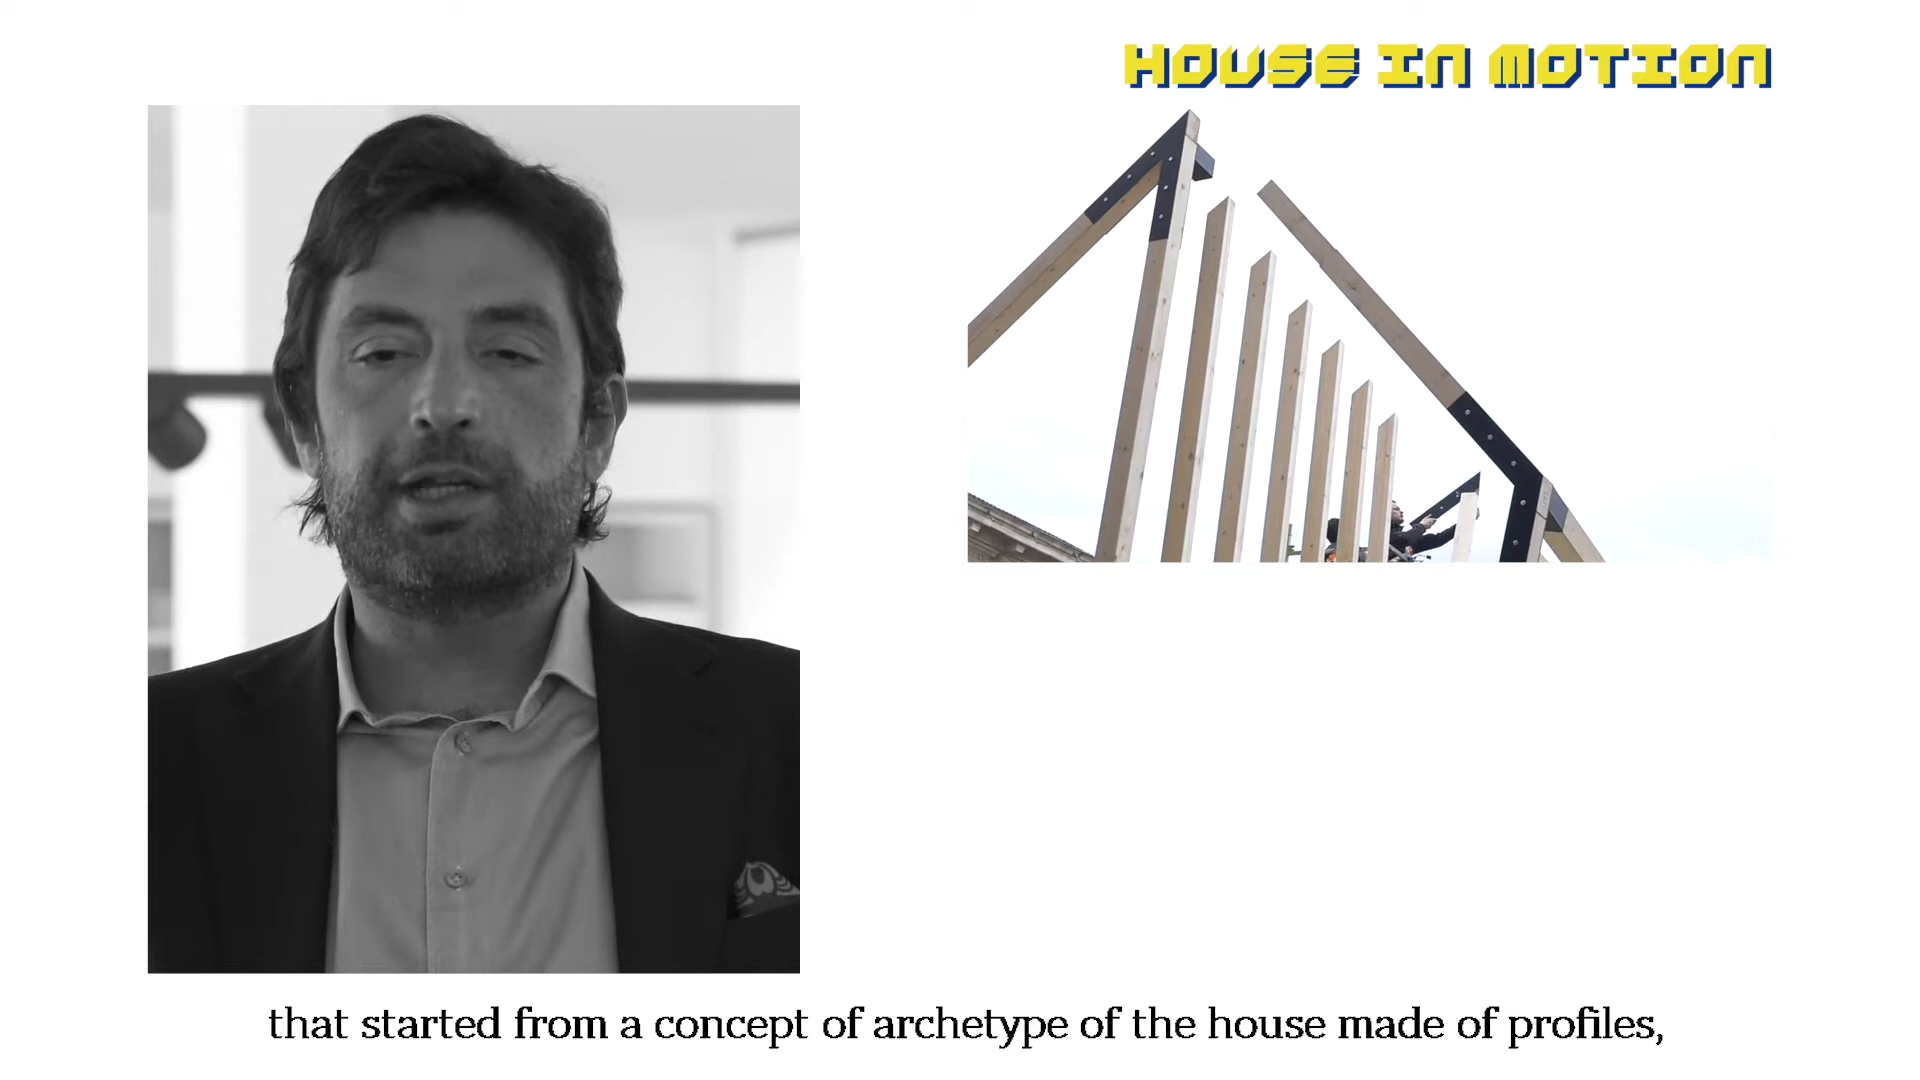 HOUSE IN MOTION
that started from a concept of archetype of the house made of profiles,